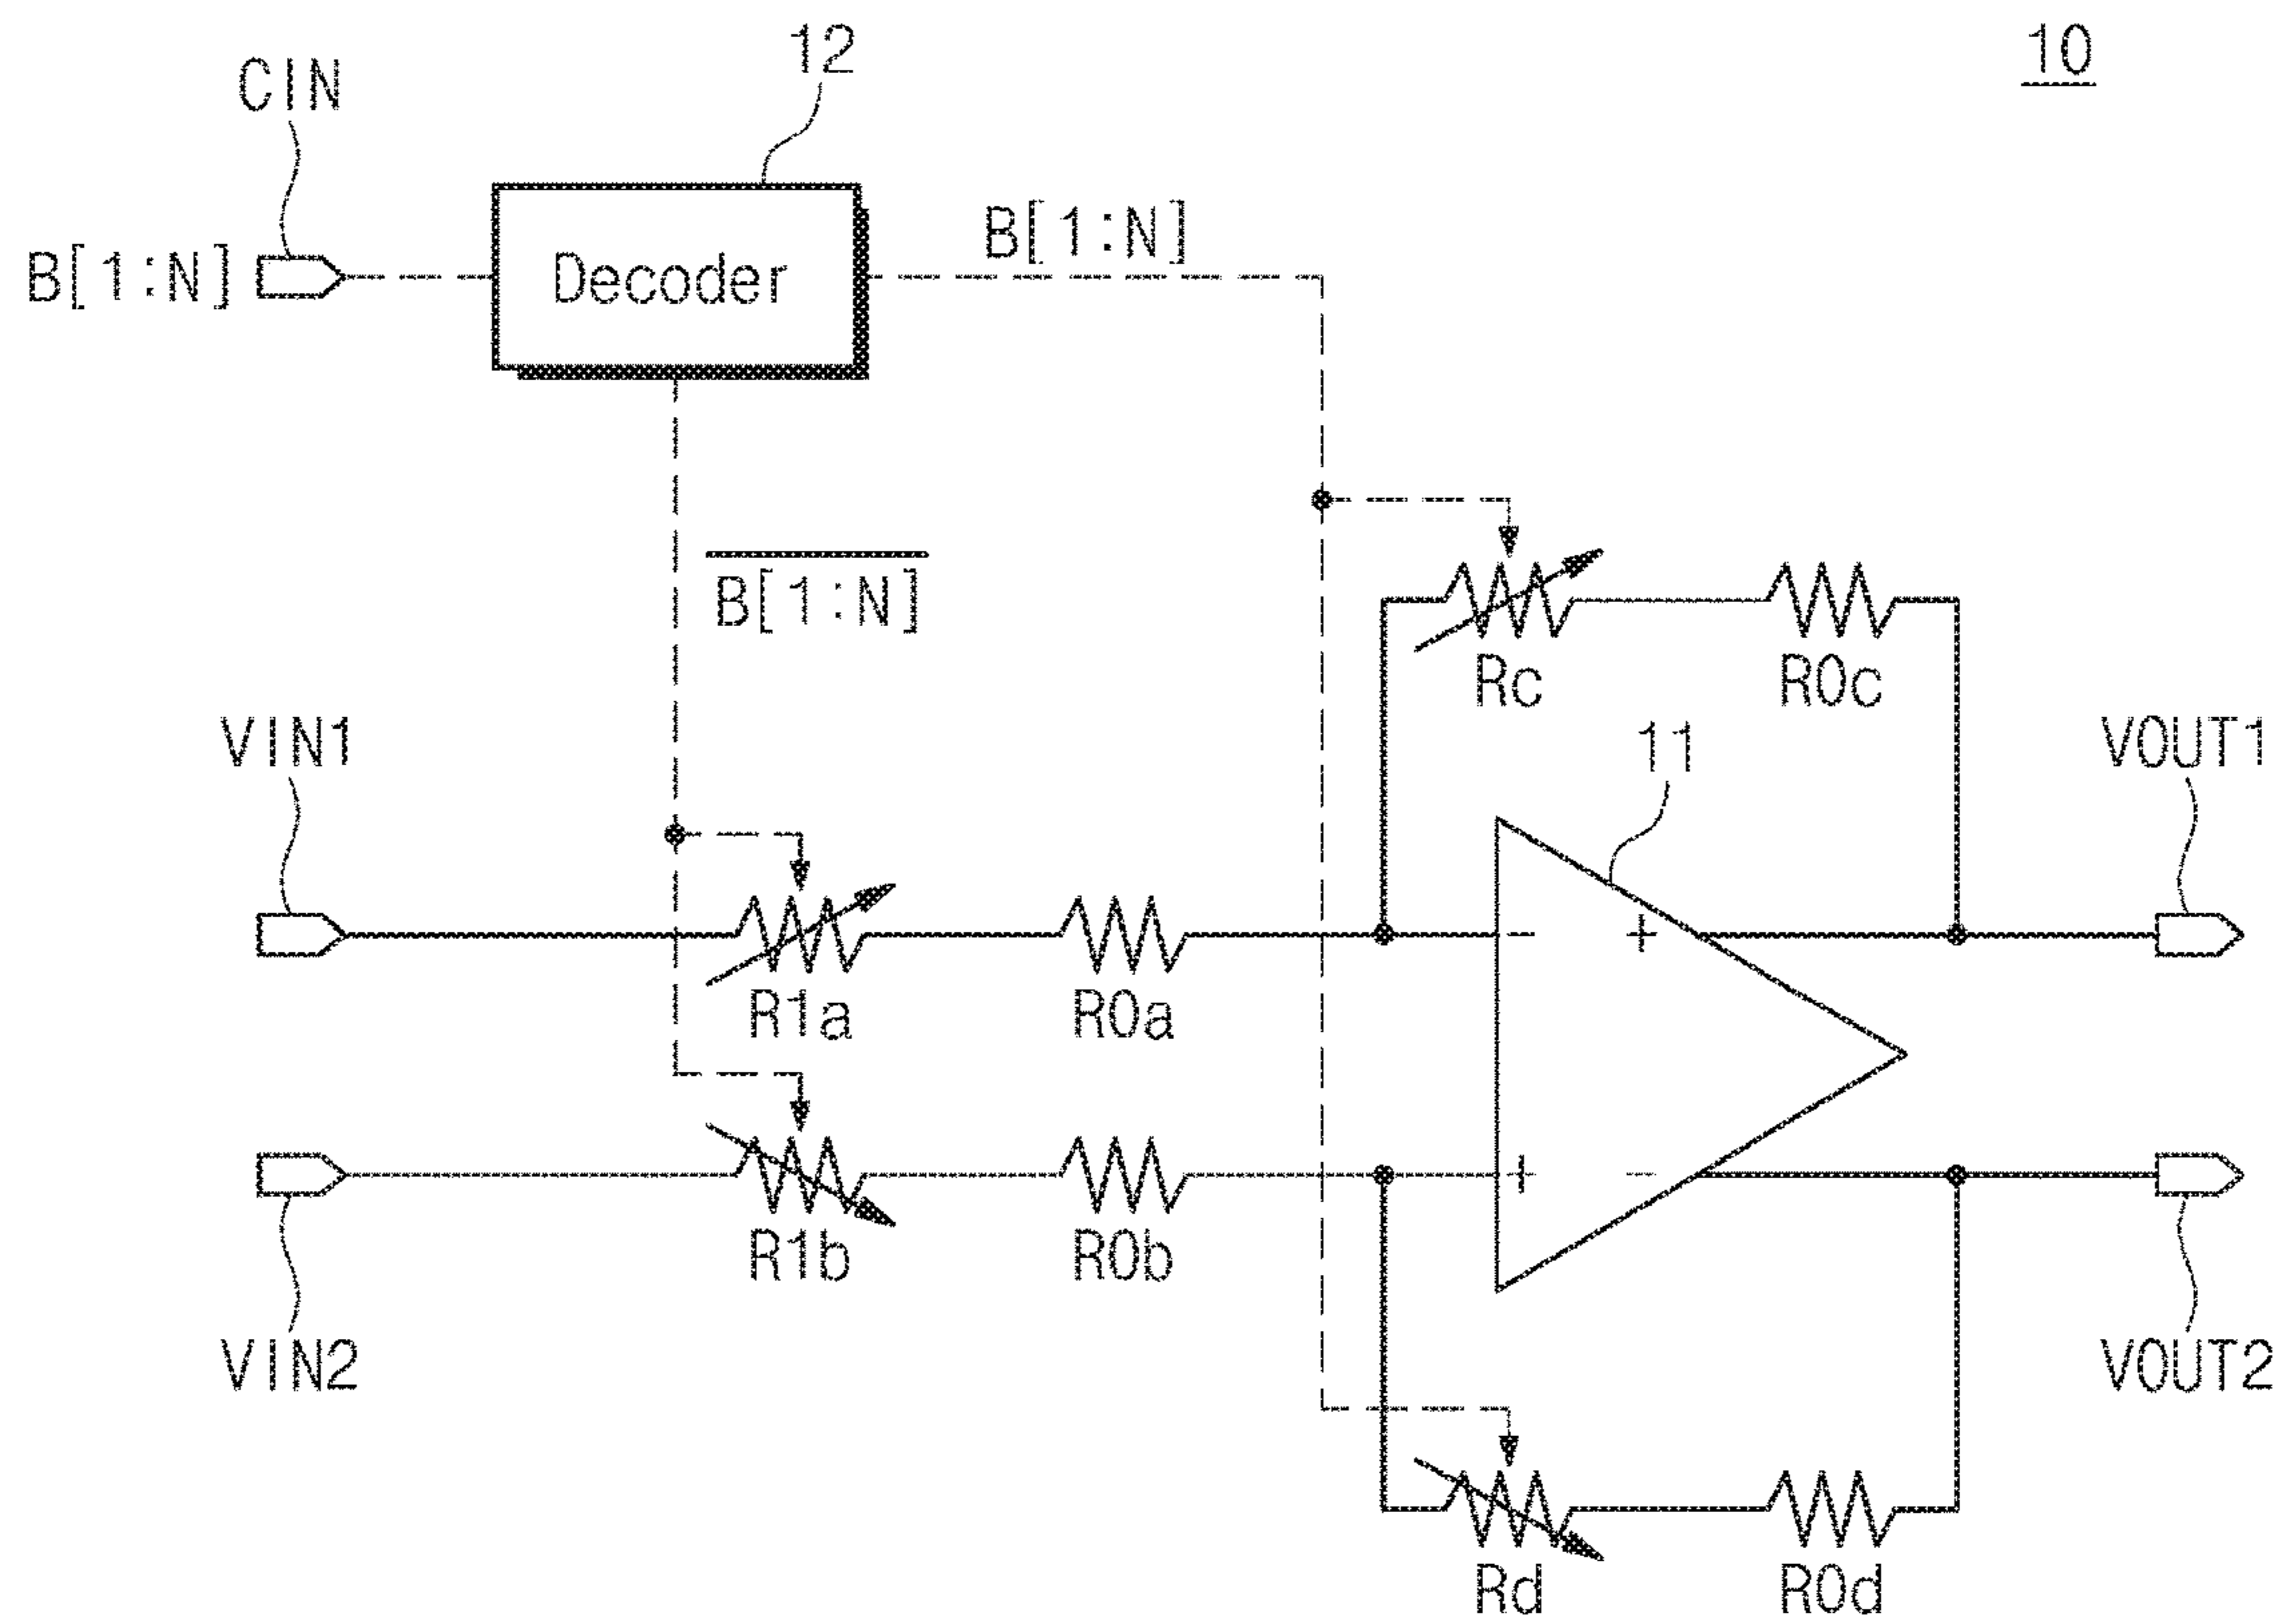 10
12
CIN
B[1:N]
Decoder
B[1:N]
B[1:N]
Rc
R0c
VIN1
11
VOUT1
- +
R1a
R0a
+ -
R1b
R0b
VIN2
VOUT2
Rd
R0d